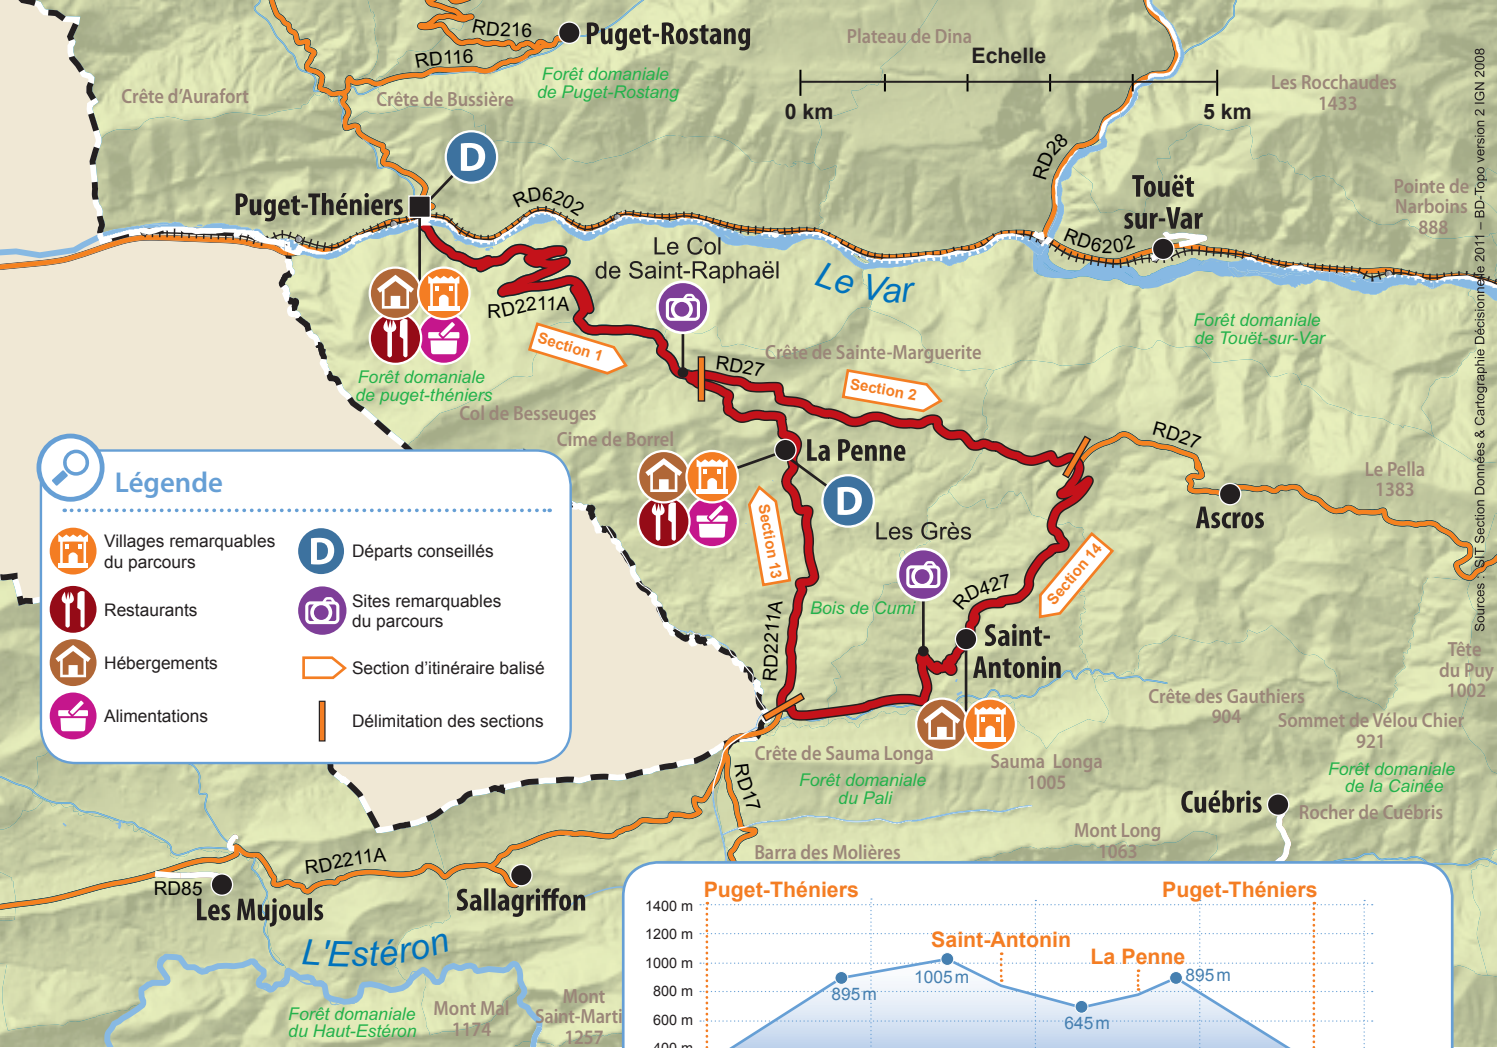 RD216
Puget-Rostang
RD116
Plateau de Dina
Echelle
0 km
5 km
Forêt domaniale
de Puget-Rostang
Crête d'Aurafort
Crête de Bussière
Les Rocchaudes
1433
RD28
D
Puget-Théniers
RD6202
Touët
sur-Var
RD6202
Pointe de
Narboins
888
Le Col
de Saint-Raphaël
Le Var
RD2211A
Section 1
Forêt domaniale
de Touët-sur-Var
Forêt domaniale
de puget-théniers
RD27
Crête de Sainte-Marguerite
Section 2
Col de Besseuges
Cime de Borrel
La Penne
RD27
Le Pella
1383
Ascros
D
Section 13
Les Grès
Section 14
RD427
Bois de Cumi
RD2211A
Saint-
Antonin
Légende
Villages remarquables
du parcours
Restaurants
Hébergements
Alimentations
D
Départs conseillés
Sites remarquables
du parcours
Section d'itinéraire balisé
Délimitation des sections
Tête
du Puy
1002
Crête des Gauthiers
904
Sommet de Vélou Chier
921
Crête de Sauma Longa
Sauma Longa
1005
Forêt domaniale
du Pali
Forêt domaniale
de la Cainée
RD17
Cuébris
Rocher de Cuébris
Mont Long
1063
Barra des Molières
RD2211A
RD85
Les Mujouls
Sallagriffon
L'Estéron
Forêt domaniale
du Haut-Estéron
Mont Mal
1174
Mont
Saint-Marti
1257
Puget-Théniers
Puget-Théniers
1400 m
1200 m
1000 m
800 m
600 m
400 m
Saint-Antonin
La Penne
895 m
1005 m
645 m
895 m
Sources : SIT Section Données & Cartographie Décisionnelle 2011 – BD-Topo version 2 IGN 2008